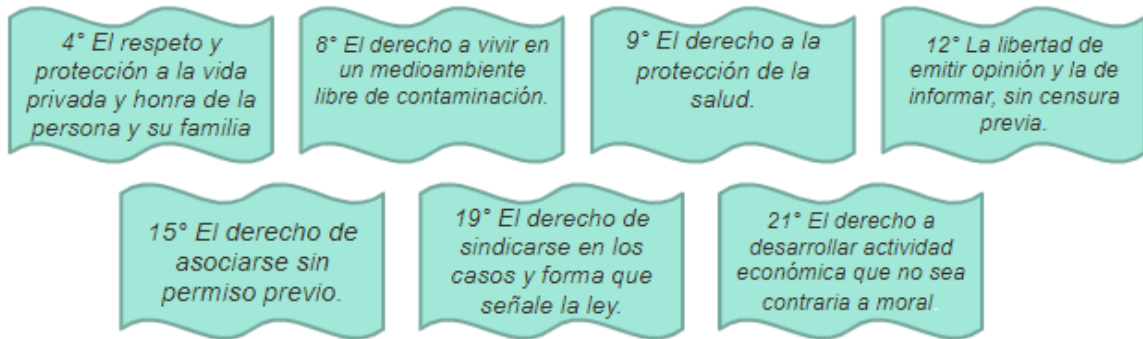 4° El respeto y
protección a la vida
privada y honra de la
persona y su familia
8° El derecho a vivir en
un medioambiente
libre de contaminación.
9° El derecho a la
protección de la
salud.
12° La libertad de
emitir opinión y la de
informar, sin censura
previa.
15° El derecho de
asociarse sin
permiso previo.
19° El derecho de
sindicarse en los
casos y forma que
señale la ley.
21° El derecho a
desarrollar actividad
económica que no sea
contraria a moral.